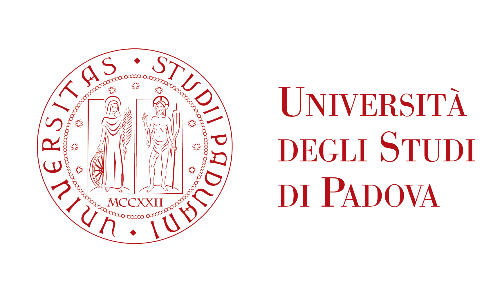 UNIVERSITAS • STUDII PADUANI •
MCCXXII
UNIVERSITÀ
DEGLI STUDI
DI PADOVA